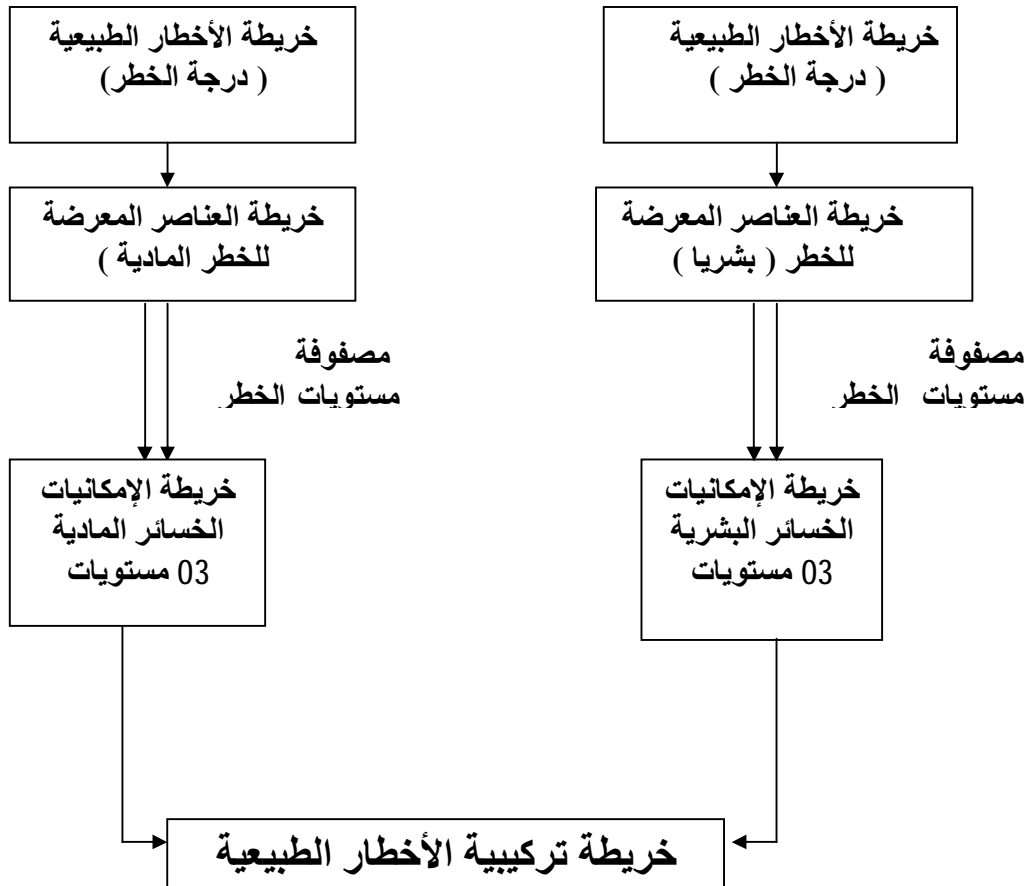 خريطة الأخطار الطبيعية
( درجة الخطر )
خريطة العناصر المعرضة
للخطر ( بشريا )
مصفوفة
مستويات الخطر
خريطة الإمكانيات
الخسائر البشرية
03 مستويات
خريطة الأخطار الطبيعية
( درجة الخطر)
خريطة العناصر المعرضة
للخطر المادية )
مصفوفة
مستويات الخطر
خريطة الإمكانيات
الخسائر المادية
03 مستويات
خريطة تركيبية الأخطار الطبيعية